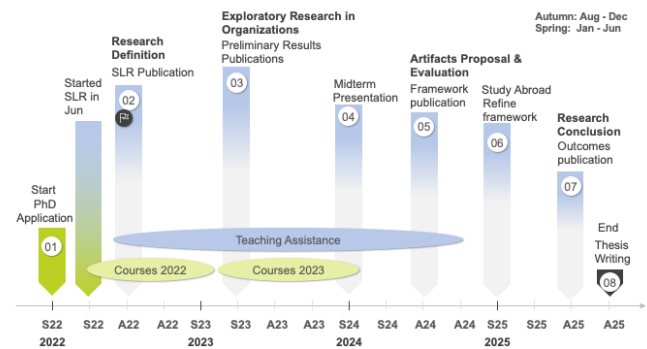 Autumn: Aug - Dec
Spring: Jan - Jun
Exploratory Research in
Organizations
Preliminary Results
Publications
Research
Definition
SLR Publication
Started
SLR in
Jun
Midterm
Presentation
Artifacts Proposal &
Evaluation
Framework
publication
Study Abroad
Refine
framework
Research
Conclusion
Outcomes
publication
Start
PhD
Application
End
Thesis
Writing
01
02
03
04
05
06
07
08
Teaching Assistance
Courses 2022
Courses 2023
S22 S22 A22 A22 S23 S23 A23 A23 S24 S24 A24 A24 S25 S25 A25 A25
2022 2023 2024 2025